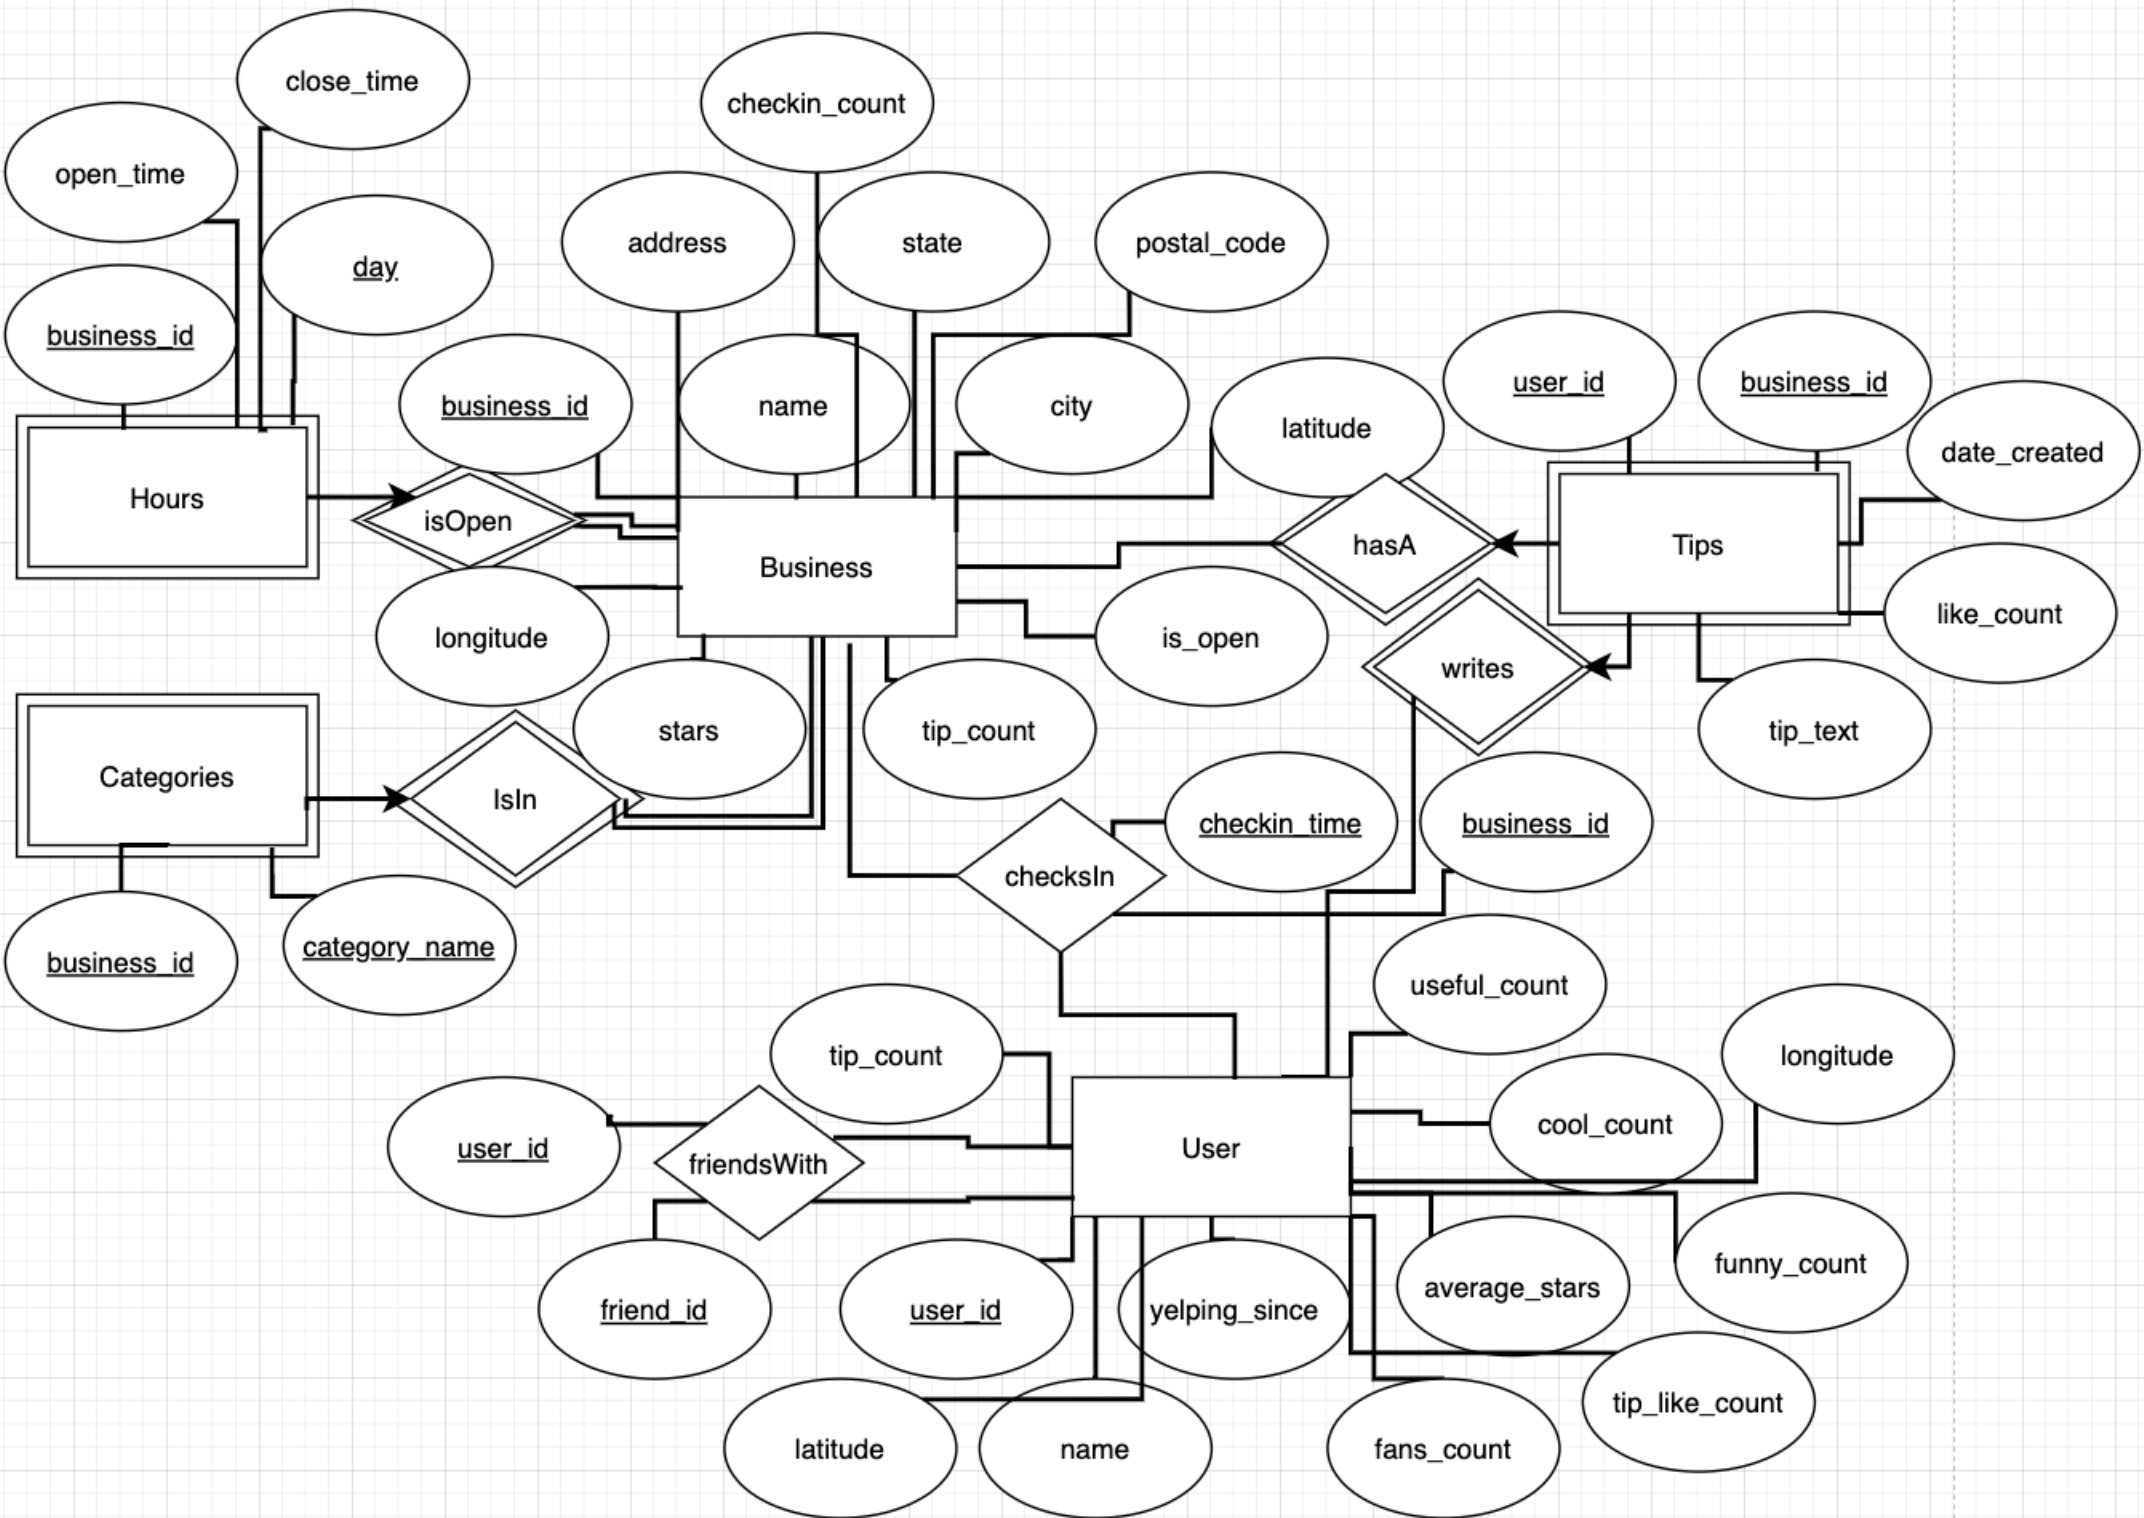 close_time
checkin_count
open_time
address
state
postal_code
day
business_id
business_id
name
city
latitude
user_id
business_id
date_created
Hours
isOpen
Business
hasA
Tips
longitude
is_open
writes
like_count
stars
tip_count
tip_text
Categories
IsIn
checksIn
checkin_time
business_id
business_id
category_name
useful_count
tip_count
longitude
user_id
friendsWith
User
cool_count
friend_id
user_id
yelping_since
average_stars
funny_count
latitude
name
fans_count
tip_like_count